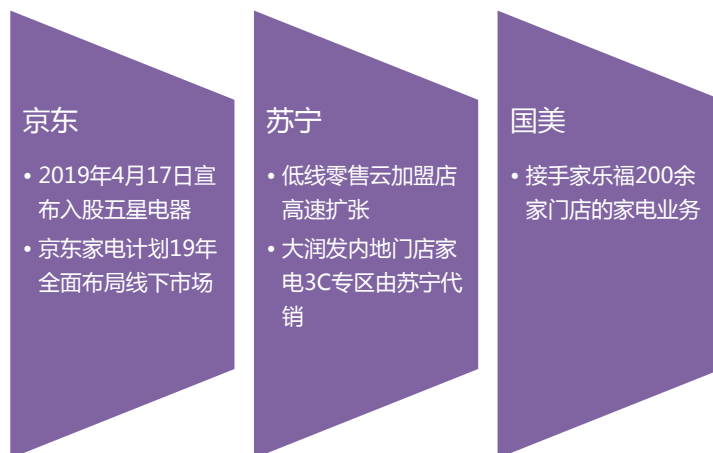 京东
• 2019年4月17日宣
布入股五星电器
• 京东家电计划19年
全面布局线下市场
苏宁
• 低线零售云加盟店
高速扩张
• 大润发内地门店家
电3C专区由苏宁代
销
国美
• 接手家乐福200余
家门店的家电业务